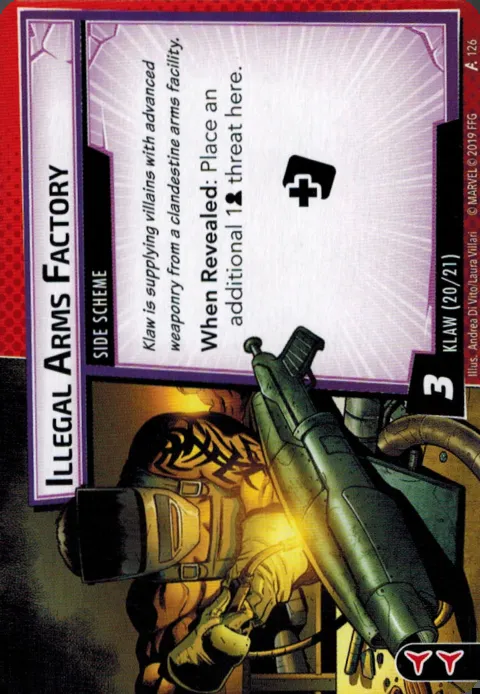 ILLEGAL ARMS FACTORY
SIDE SCHEME
Klaw is supplying villains with advanced
weaponry from a clandestine arms facility.
When Revealed: Place an
additional 1 threat here.
3
KLAW (20/21)
Illus. Andrea Di Vito/Laura Villari © MARVEL © 2019 FFG
126